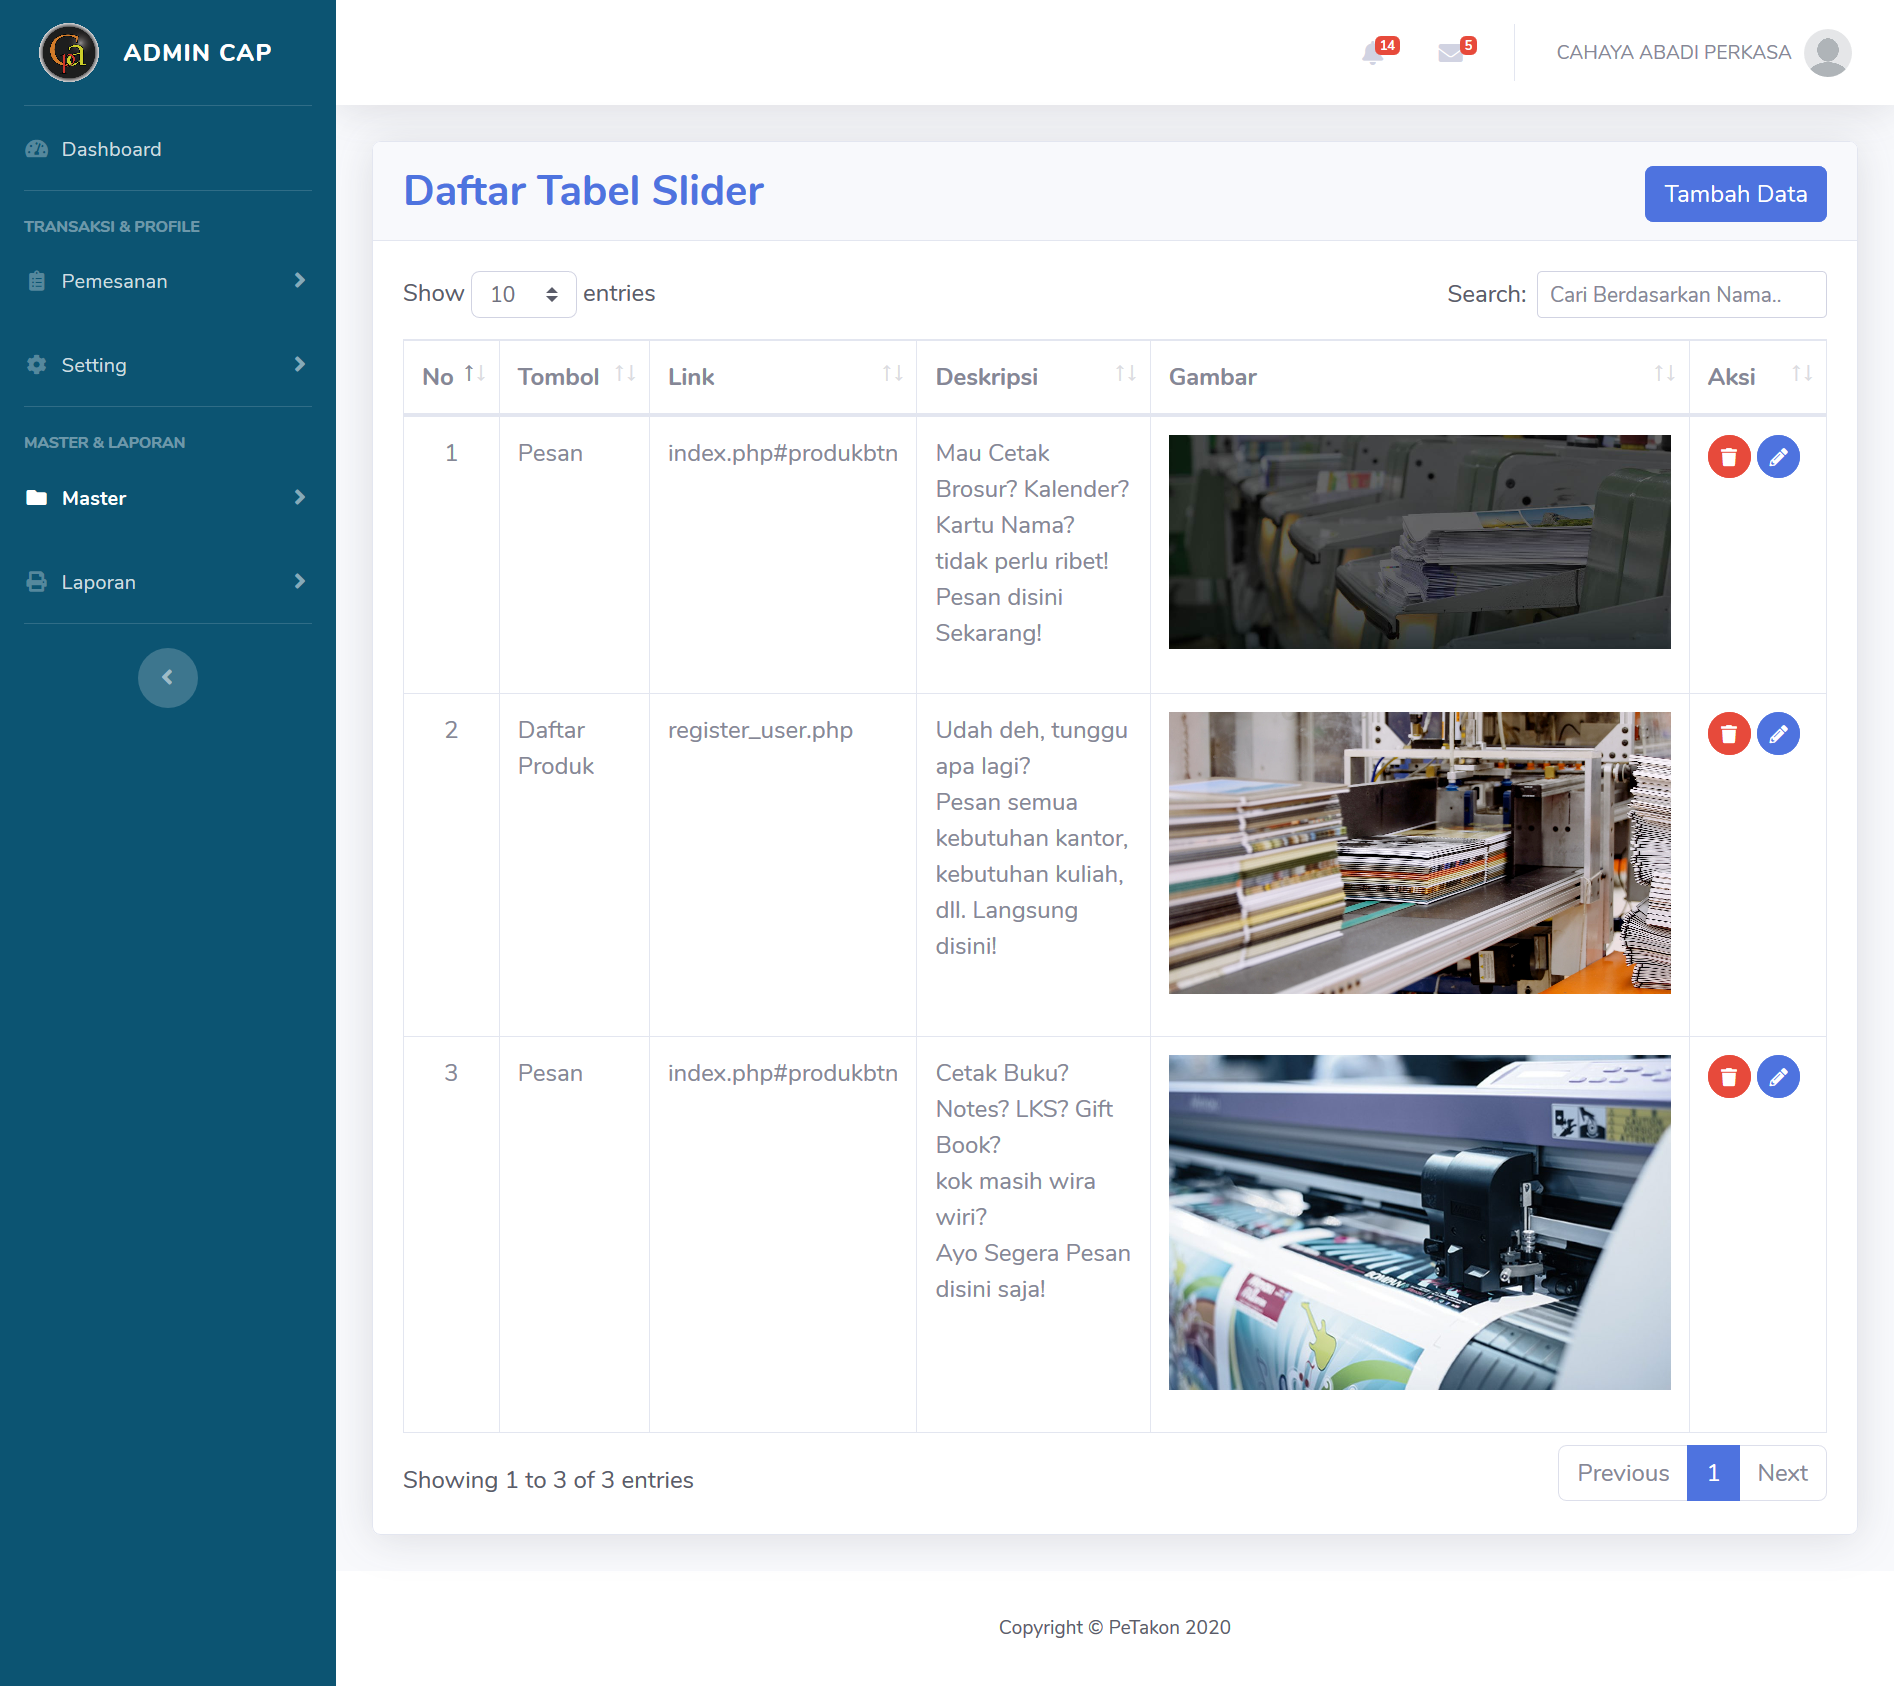 ADMIN CAP
14
5
CAHAYA ABADI PERKASA
Dashboard
TRANSAKSI & PROFILE
Pemesanan
Setting
MASTER & LAPORAN
Master
Laporan
Daftar Tabel Slider
Tambah Data
Show 10 entries
Search: Cari Berdasarkan Nama..
No Tombol Link Deskripsi Gambar Aksi
1 Pesan index.php#produkbtn Mau Cetak
Brosur? Kalender?
Kartu Nama?
tidak perlu ribet!
Pesan disini
Sekarang!
2 Daftar register_user.php Udah deh, tunggu
Produk apa lagi?
Pesan semua
kebutuhan kantor,
kebutuhan kuliah,
dll. Langsung
disini!
3 Pesan index.php#produkbtn Cetak Buku?
Notes? LKS? Gift
Book?
kok masih wira
wiri?
Ayo Segera Pesan
disini saja!
Showing 1 to 3 of 3 entries
Previous 1 Next
Copyright © PeTakon 2020